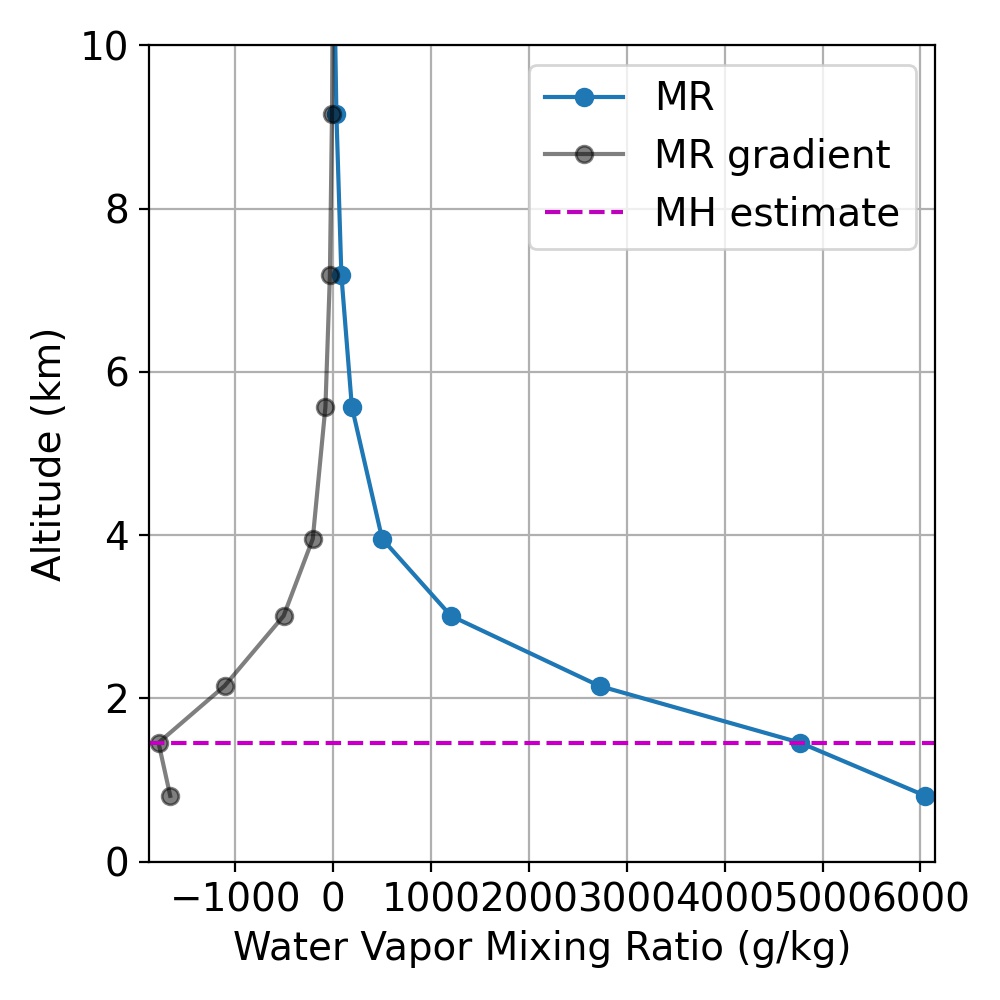 10
8
6
4
2
0
Altitude (km)
MR
MR gradient
MH estimate
−1000 0 1000 2000 3000 4000 5000 6000
Water Vapor Mixing Ratio (g/kg)